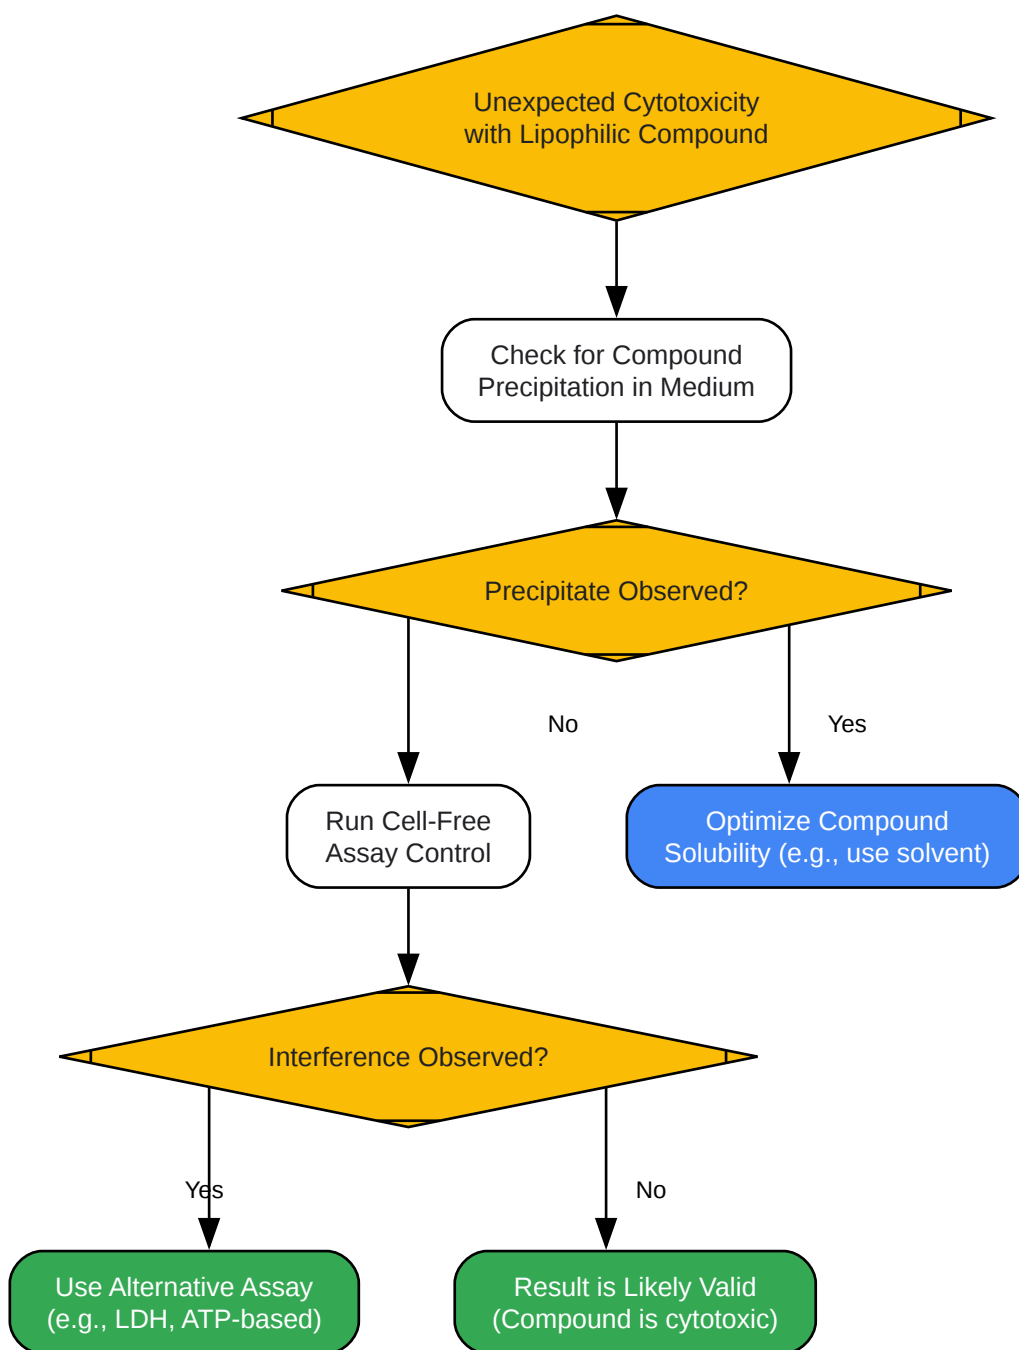 Unexpected Cytotoxicity
with Lipophilic Compound
Check for Compound
Precipitation in Medium
Precipitate Observed?
No
Yes
Run Cell-Free
Assay Control
Optimize Compound
Solubility (e.g., use solvent)
Interference Observed?
Yes
No
Use Alternative Assay
(e.g., LDH, ATP-based)
Result is Likely Valid
(Compound is cytotoxic)